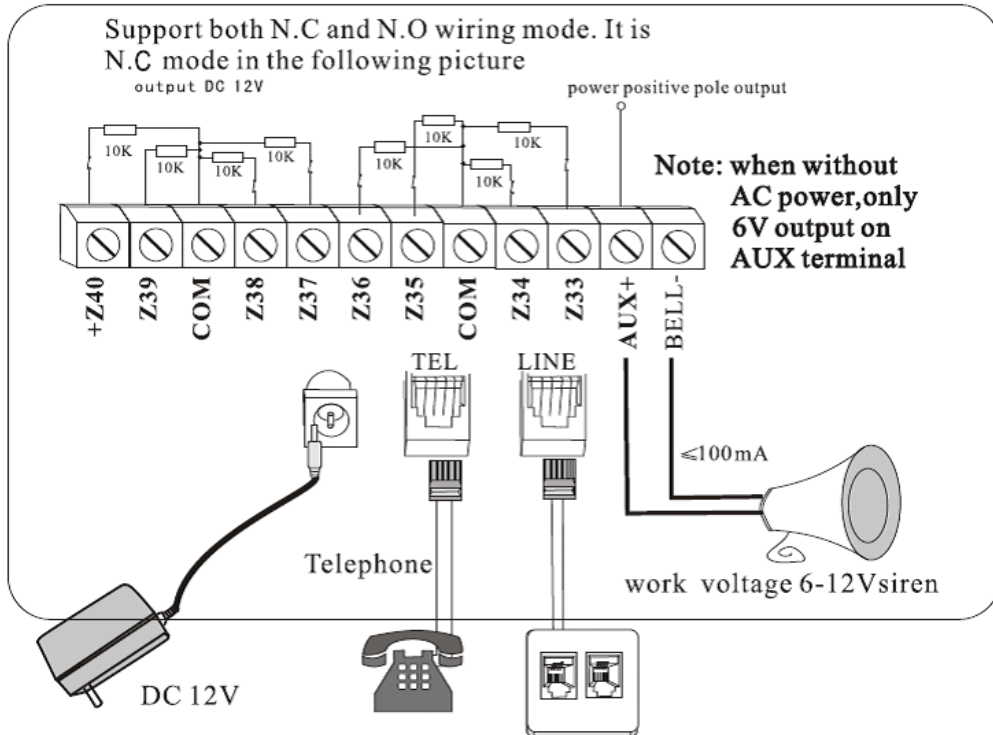 Support both N.C and N.O wiring mode. It is
N.C mode in the following picture
output DC 12V
power positive pole output
10K
10K
10K
10K
10K
10K
10K
10K
Note: when without
AC power,only
6V output on
AUX terminal
+Z40
Z39
COM
Z38
Z37
Z36
Z35
COM
Z34
Z33
AUX+
BELL-
TEL
LINE
≤100mA
Telephone
work voltage 6-12Vsiren
DC 12V